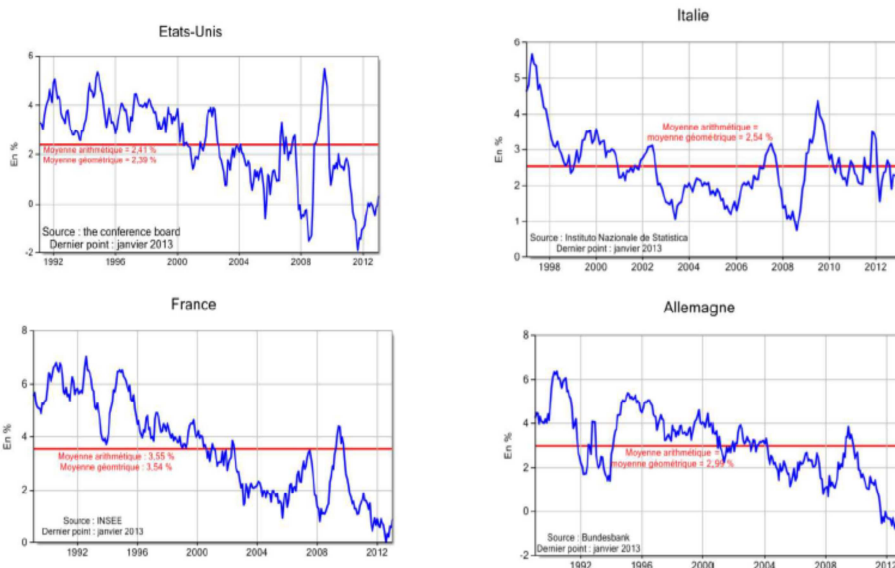 Etats-Unis
6
4
2
0
-2
En %
Moyenne arithmétique = 2,41 %
Moyenne géométrique = 2,39 %
Source : the conference board
Dernier point : janvier 2013
1992 1996 2000 2004 2008 2012
Italie
6
5
4
3
2
1
0
En %
Moyenne arithmétique =
moyenne géométrique = 2,54 %
Source : Instituto Nazionale de Statistica
Dernier point : janvier 2013
1998 2000 2002 2004 2006 2008 2010 2012
France
8
6
4
2
0
En %
Moyenne arithmétique : 3,55 %
Moyenne géomtrique : 3,54 %
Source : INSEE
Dernier point : janvier 2013
1992 1996 2000 2004 2008 2012
Allemagne
8
6
4
2
0
-2
En %
Moyenne arithmétique =
moyenne géométrique = 2,99 %
Source : Bundesbank
Dernier point : janvier 2013
1992 1996 2000 2004 2008 2012